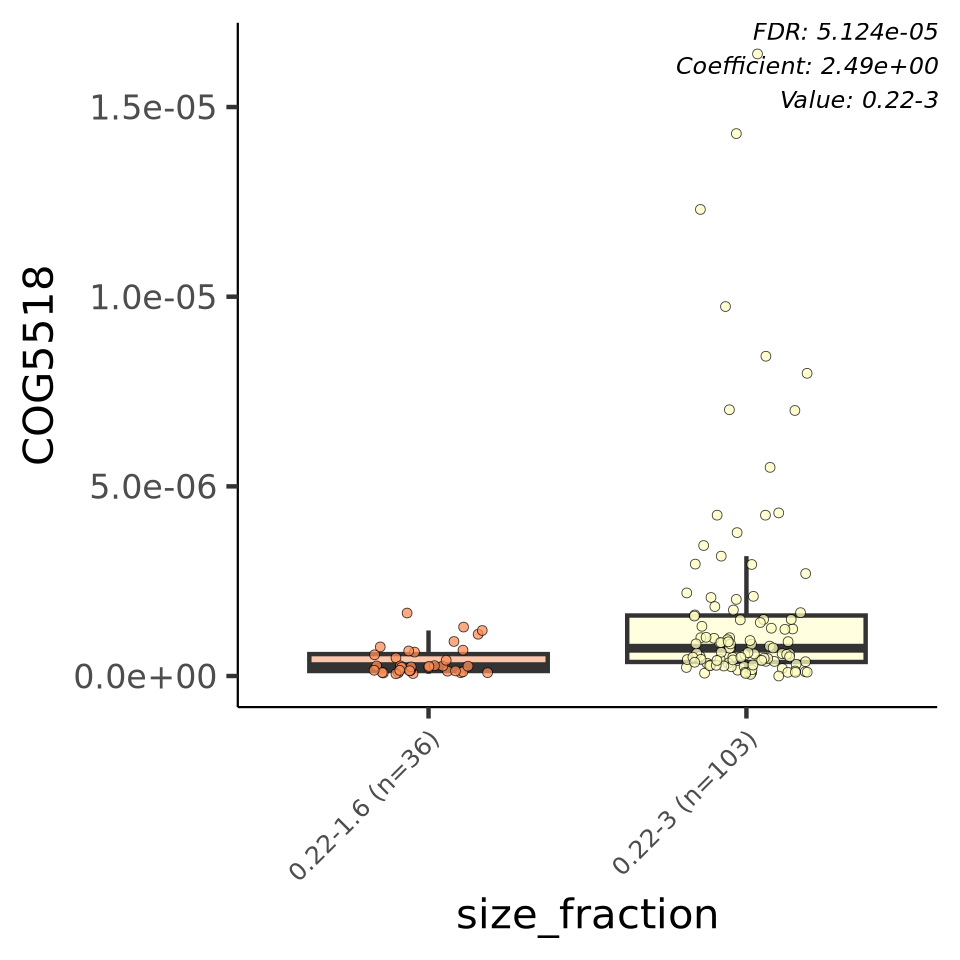 FDR: 5.124e-05
Coefficient: 2.49e+00
Value: 0.22-3
1.5e-05
1.0e-05
5.0e-06
0.0e+00
COG5518
0.22-1.6 (n=36)
0.22-3 (n=103)
size_fraction